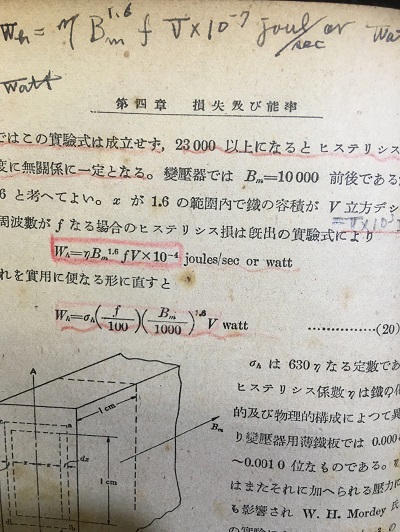 Wh = η Bm^1.6 f V×10^-7 joul/sec or Watt
第四章 損失及び能率
ではこの實驗式は成立せず，23 000 以上になるとヒステリシス
度に無關係に一定となる。變壓器では Bm=10 000 前後である
6 と考へてよい。x が 1.6 の範圍内で鐵の容積が V 立方デシ
周波數が f なる場合のヒステリシス損は旣出の實驗式により
Wh=ηBm^1.6 fV×10^-4 joules/sec or watt
れを實用に便なる形に直すと
Wh=σh(f/100)(Bm/1000)^1.6 V watt ……………(20)
σh は 630η なる定數であ
ヒステリシス係數 η は鐵の化
的及び物理的構成によつて異
り變壓器用薄鐵板では 0.000
～0.0010 位なものである。
はまたそれに加へられる壓力に
も影響され W. H. Mordey 氏
A
1 cm
1 cm
dx
Bm